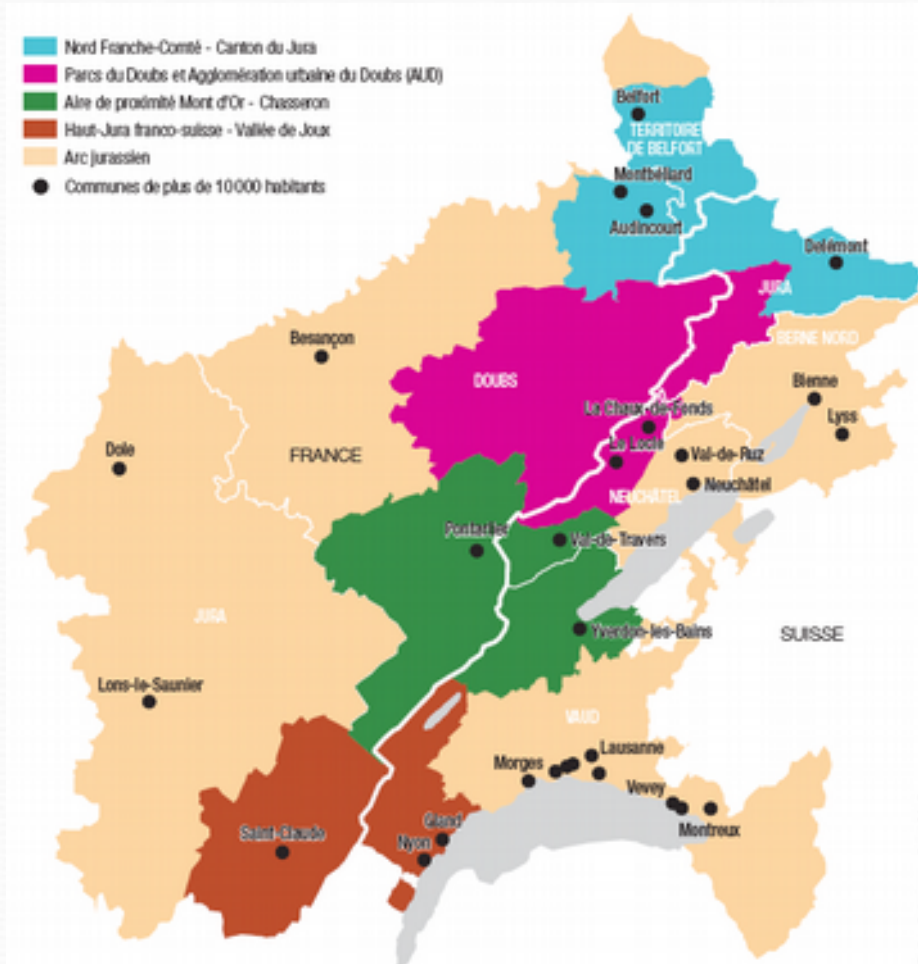 Nord Franche-Comté - Canton du Jura
Parcs du Doubs et Agglomération urbaine du Doubs (AUD)
Aire de proximité Mont d'Or - Chasseron
Haut-Jura franco-suisse - Vallée de Joux
Arc jurassien
Communes de plus de 10000 habitants
Belfort
TERRITOIRE
DE BELFORT
Montbéliard
Audincourt
Delémont
JURA
BERNE NORD
Besançon
DOUBS
Bienne
La Chaux-de-Fonds
Lyss
Dole
FRANCE
Le Locle
Val-de-Ruz
Neuchâtel
NEUCHÂTEL
Pontarlier
Val-de-Travers
JURA
Yverdon-les-Bains
SUISSE
Lons-le-Saunier
VAUD
Lausanne
Morges
Vevey
Montreux
Saint-Claude
Gland
Nyon